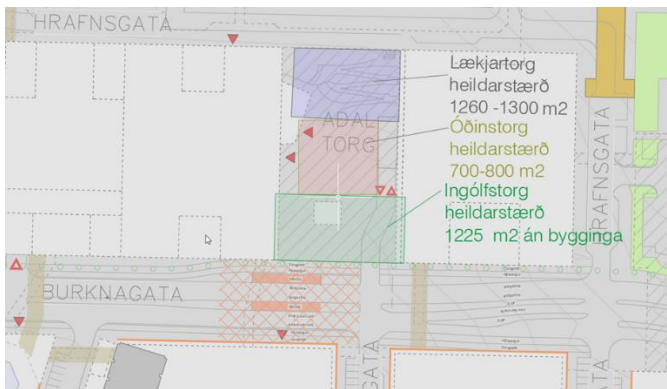 HRAFNSGATA
Lækjartorg
heildarstærð
1260 -1300 m2
ADAL
TORG
Óðinstorg
heildarstærð
700-800 m2
Ingólfstorg
heildarstærð
1225 m2 án bygginga
RAFNSGATA
BURKNAGATA
GATA